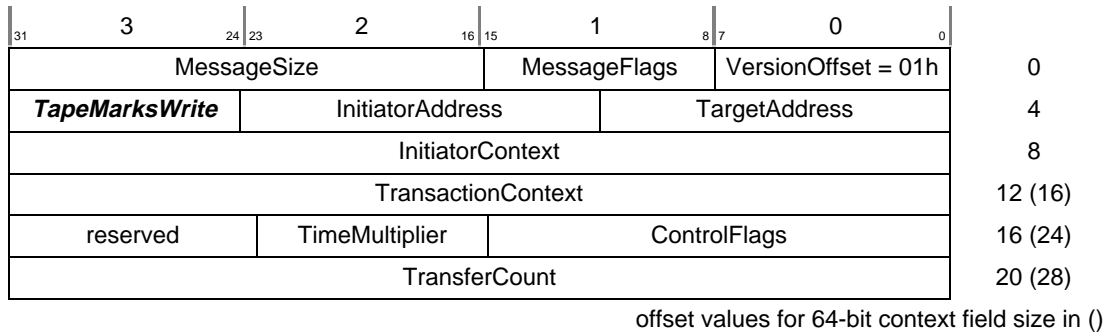 3 2 1 0
31 24 23 16 15 8 7 0
MessageSize MessageFlags VersionOffset = 01h 0
TapeMarksWrite InitiatorAddress TargetAddress 4
InitiatorContext 8
TransactionContext 12 (16)
reserved TimeMultiplier ControlFlags 16 (24)
TransferCount 20 (28)
offset values for 64-bit context field size in ()